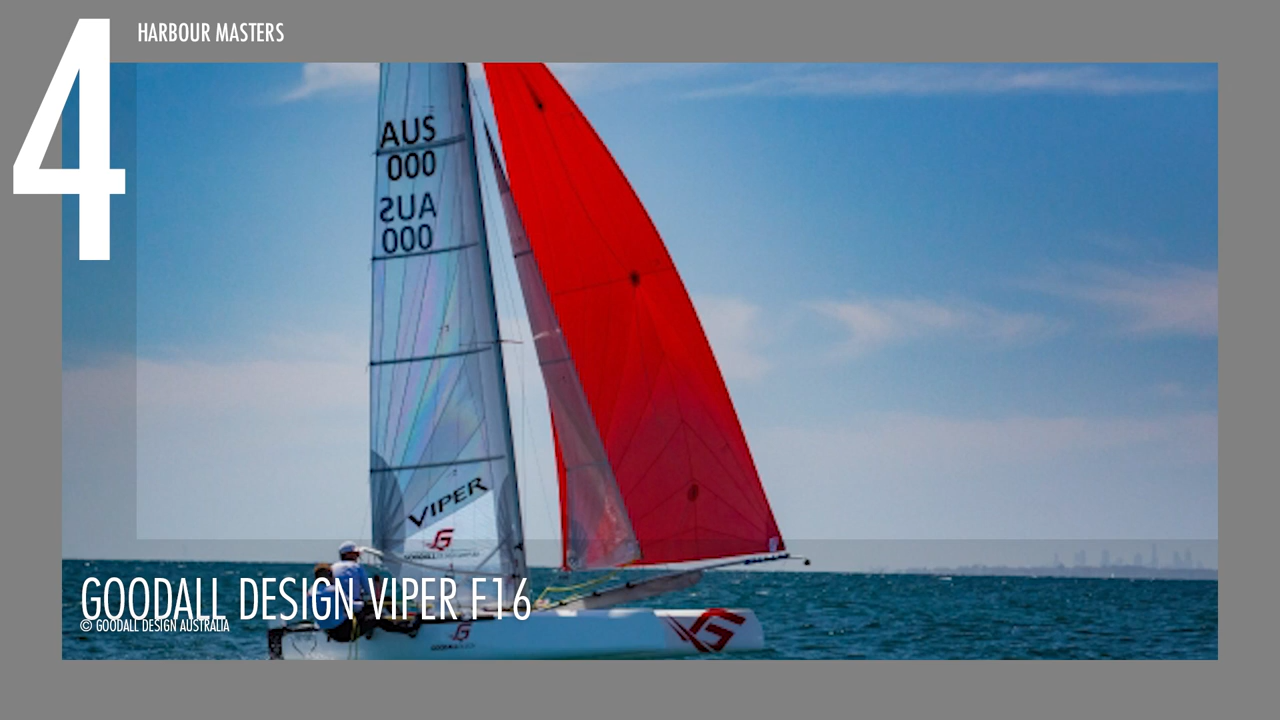 4
HARBOUR MASTERS
AUS
000
AUS
000
VIPER
GOODALL DESIGN VIPER F16
© GOODALL DESIGN AUSTRALIA